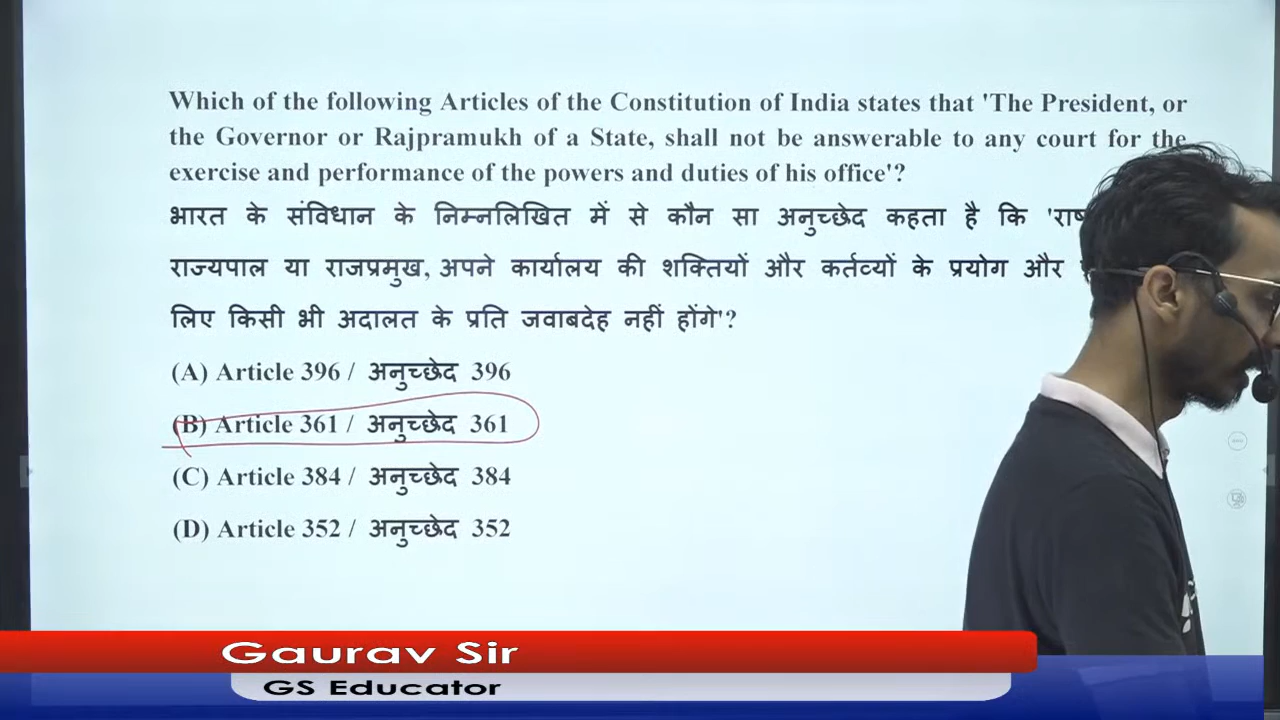 Which of the following Articles of the Constitution of India states that 'The President, or
the Governor or Rajpramukh of a State, shall not be answerable to any court for the
exercise and performance of the powers and duties of his office'?
भारत के संविधान के निम्नलिखित में से कौन सा अनुच्छेद कहता है कि
राज्यपाल या राजप्रमुख, अपने कार्यालय की शक्तियों और कर्तव्यों के प्रयोग और
लिए किसी भी अदालत के प्रति जवाबदेह नहीं होंगे'?
(A) Article 396 / अनुच्छेद 396
(B) Article 361 / अनुच्छेद 361
(C) Article 384 / अनुच्छेद 384
(D) Article 352 / अनुच्छेद 352
Gaurav Sir
GS Educator